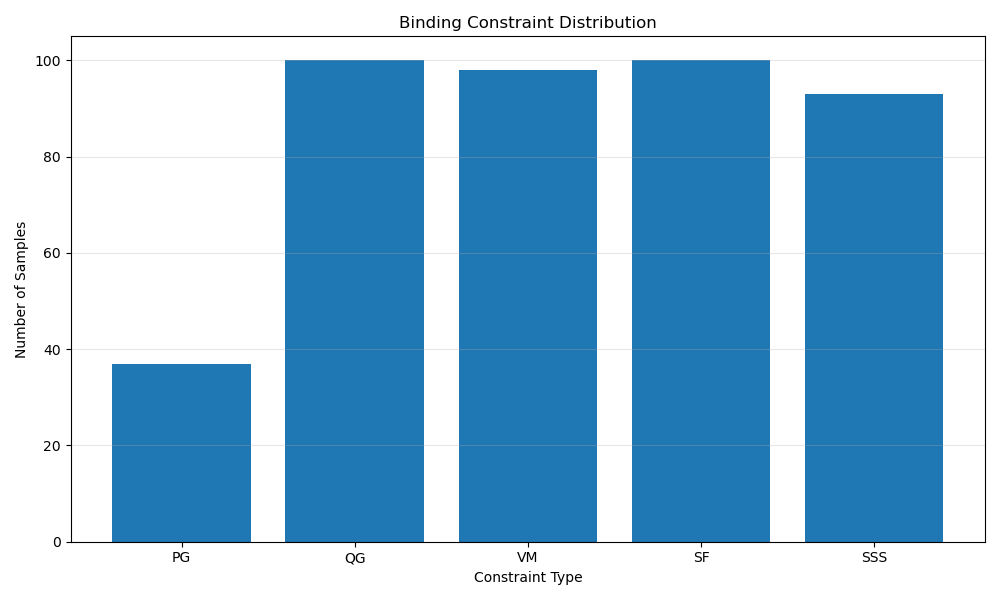 Binding Constraint Distribution
Number of Samples
100
80
60
40
20
0
PG QG VM SF SSS
Constraint Type